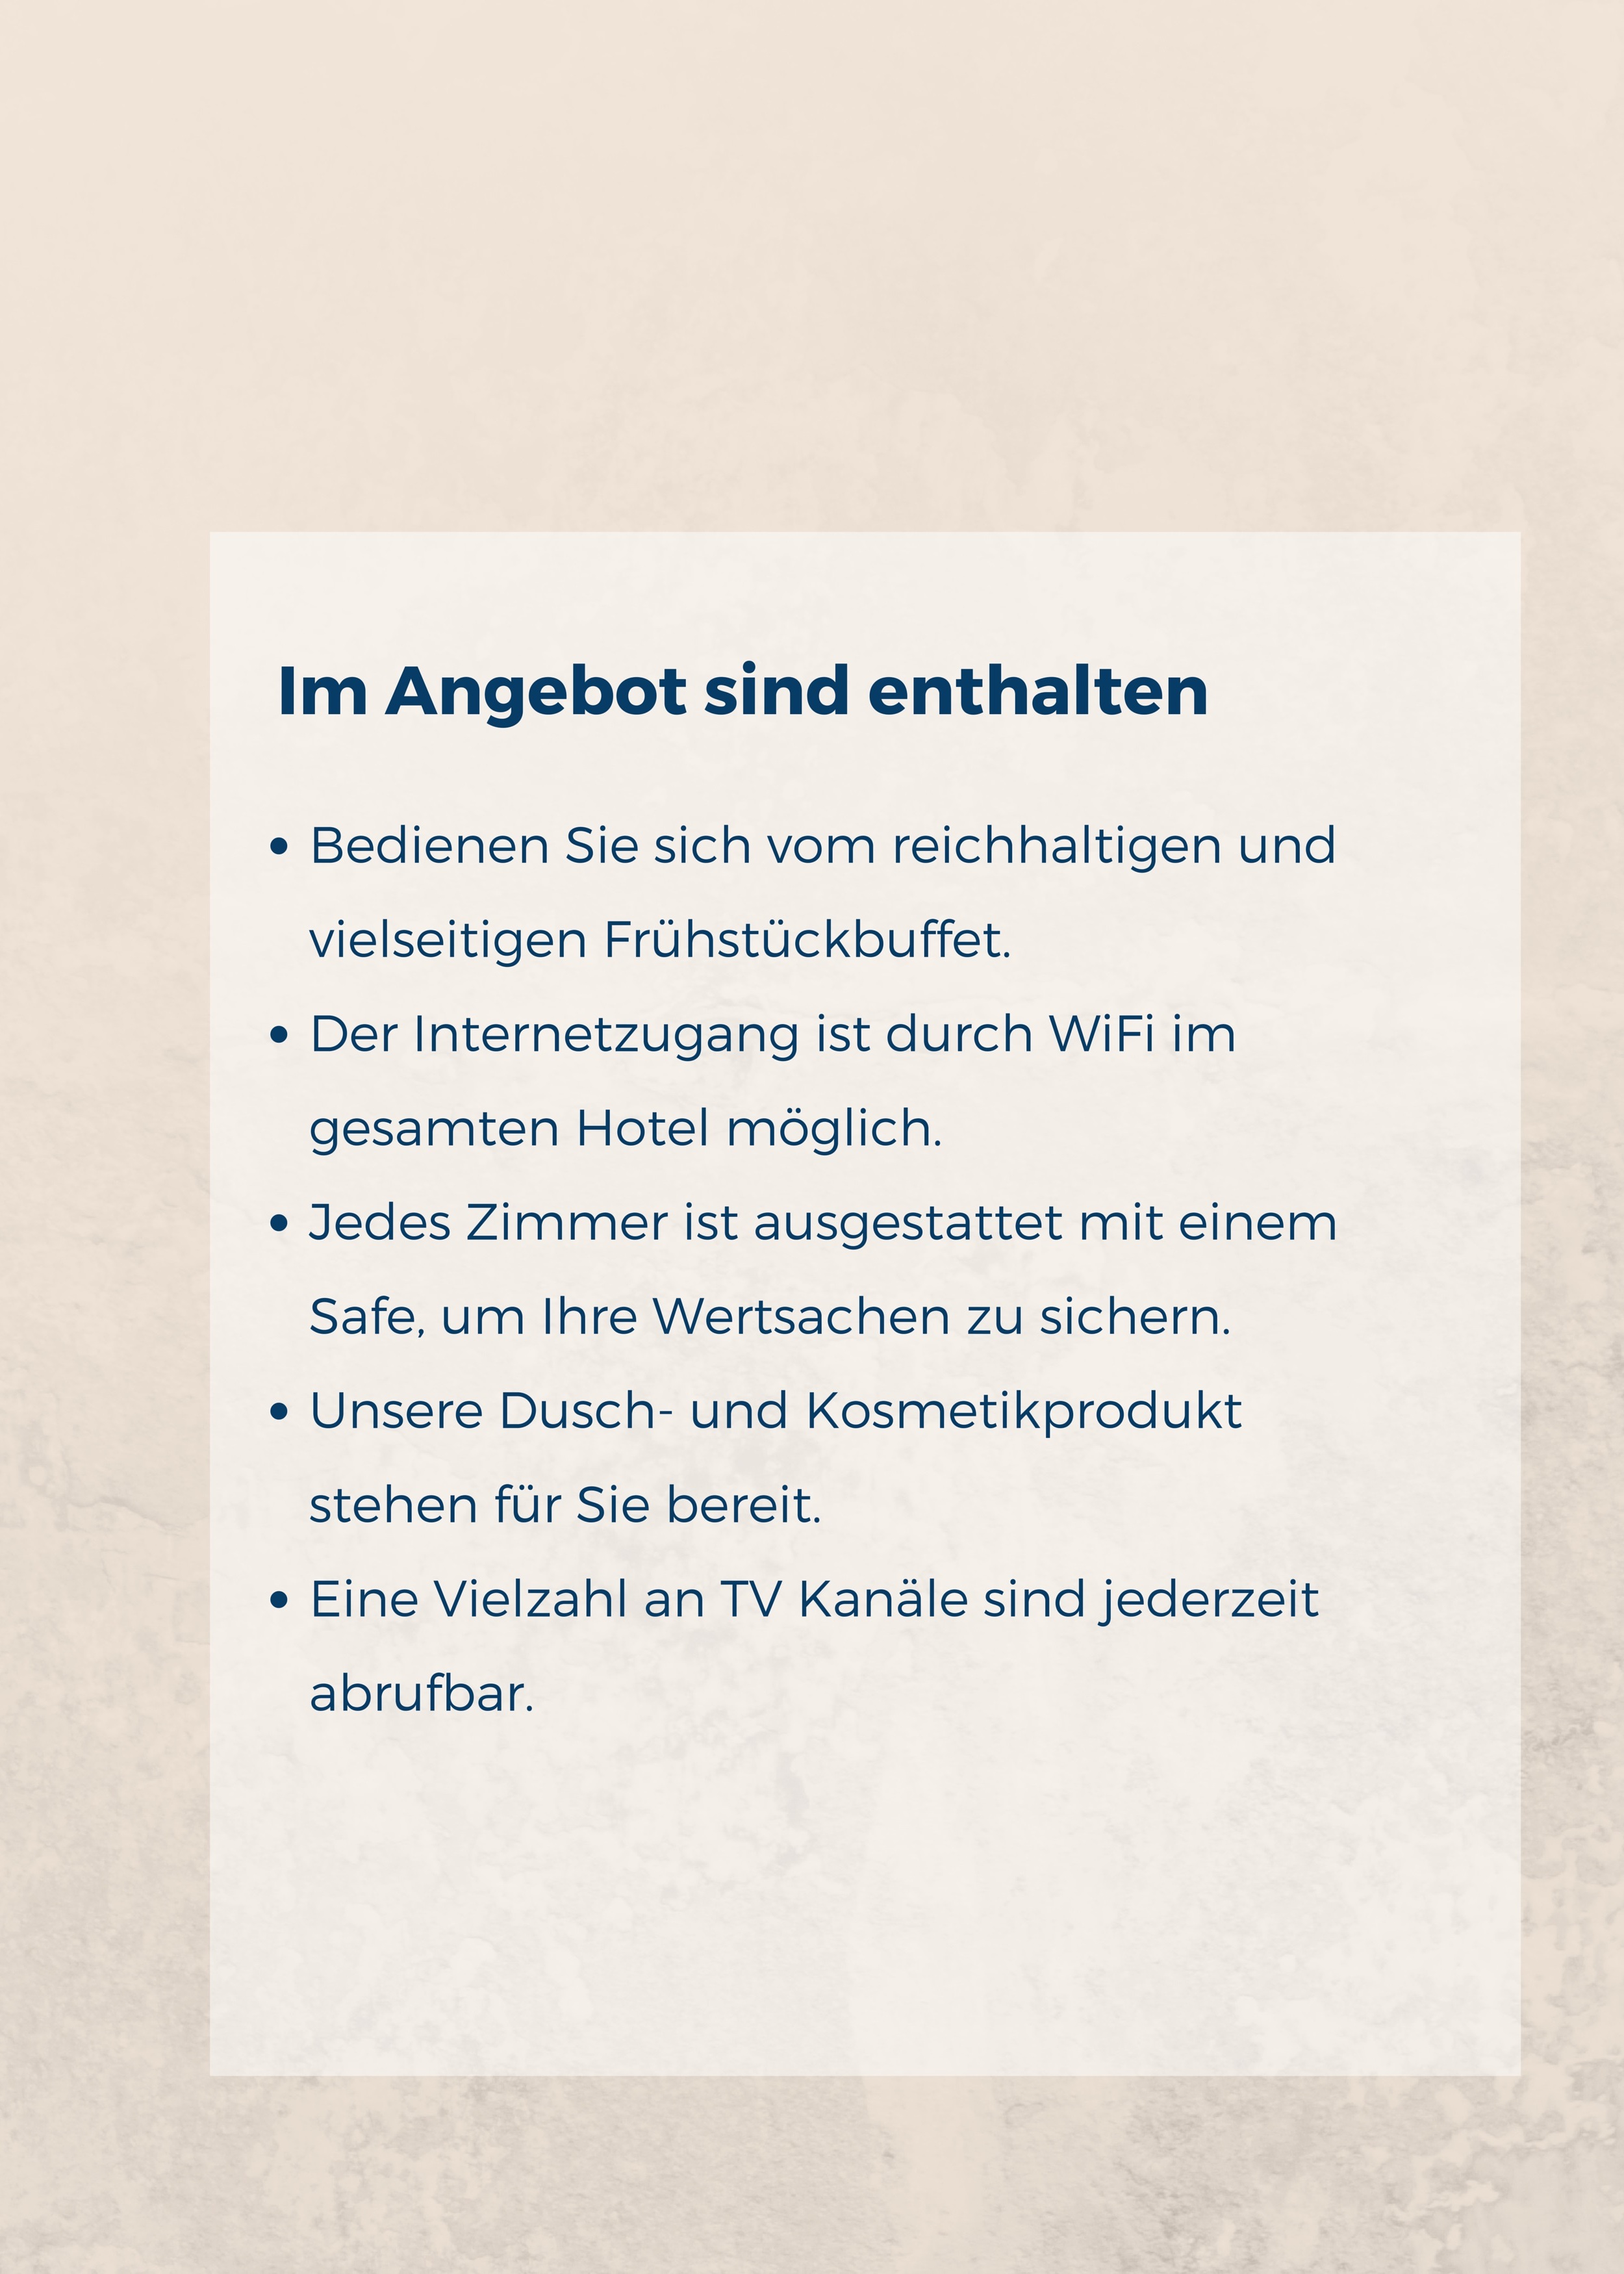 Im Angebot sind enthalten
• Bedienen Sie sich vom reichhaltigen und
vielseitigen Frühstückbuffet.
• Der Internetzugang ist durch WiFi im
gesamten Hotel möglich.
• Jedes Zimmer ist ausgestattet mit einem
Safe, um Ihre Wertsachen zu sichern.
• Unsere Dusch- und Kosmetikprodukt
stehen für Sie bereit.
• Eine Vielzahl an TV Kanäle sind jederzeit
abrufbar.